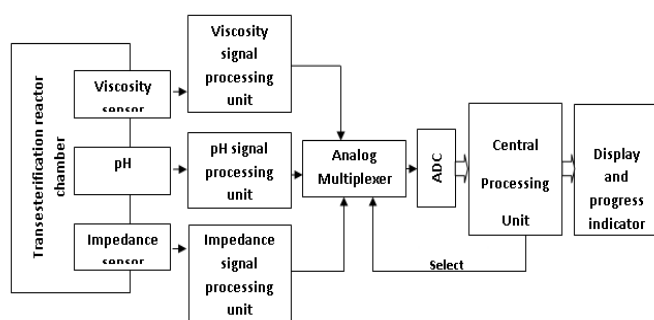 Transesterification reactor
chamber
Viscosity
sensor
pH
Impedance
sensor
Viscosity
signal
processing
unit
pH signal
processing
unit
Impedance
signal
processing
unit
Analog
Multiplexer
ADC
Central
Processing
Unit
Select
Display
and
progress
indicator